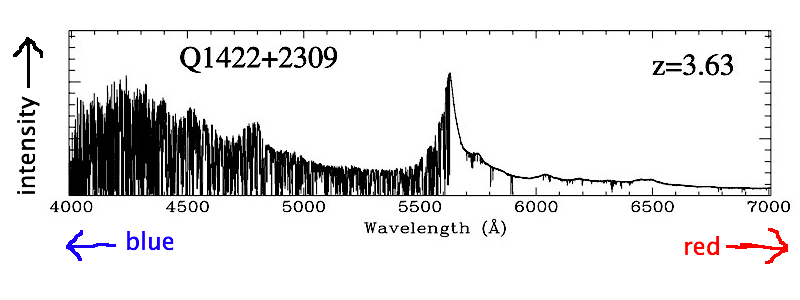 Q1422+2309
z=3.63
intensity
4000 4500 5000 5500 6000 6500 7000
Wavelength (Å)
blue
red